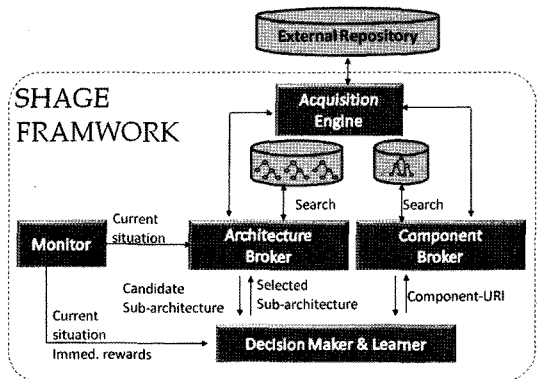 External Repository
SHAGE
FRAMWORK
Acquisition
Engine
Search
Search
Current
situation
Monitor
Architecture
Broker
Component
Broker
Candidate
Sub-architecture
Selected
Sub-architecture
Component-URI
Current
situation
Immed. rewards
Decision Maker & Learner